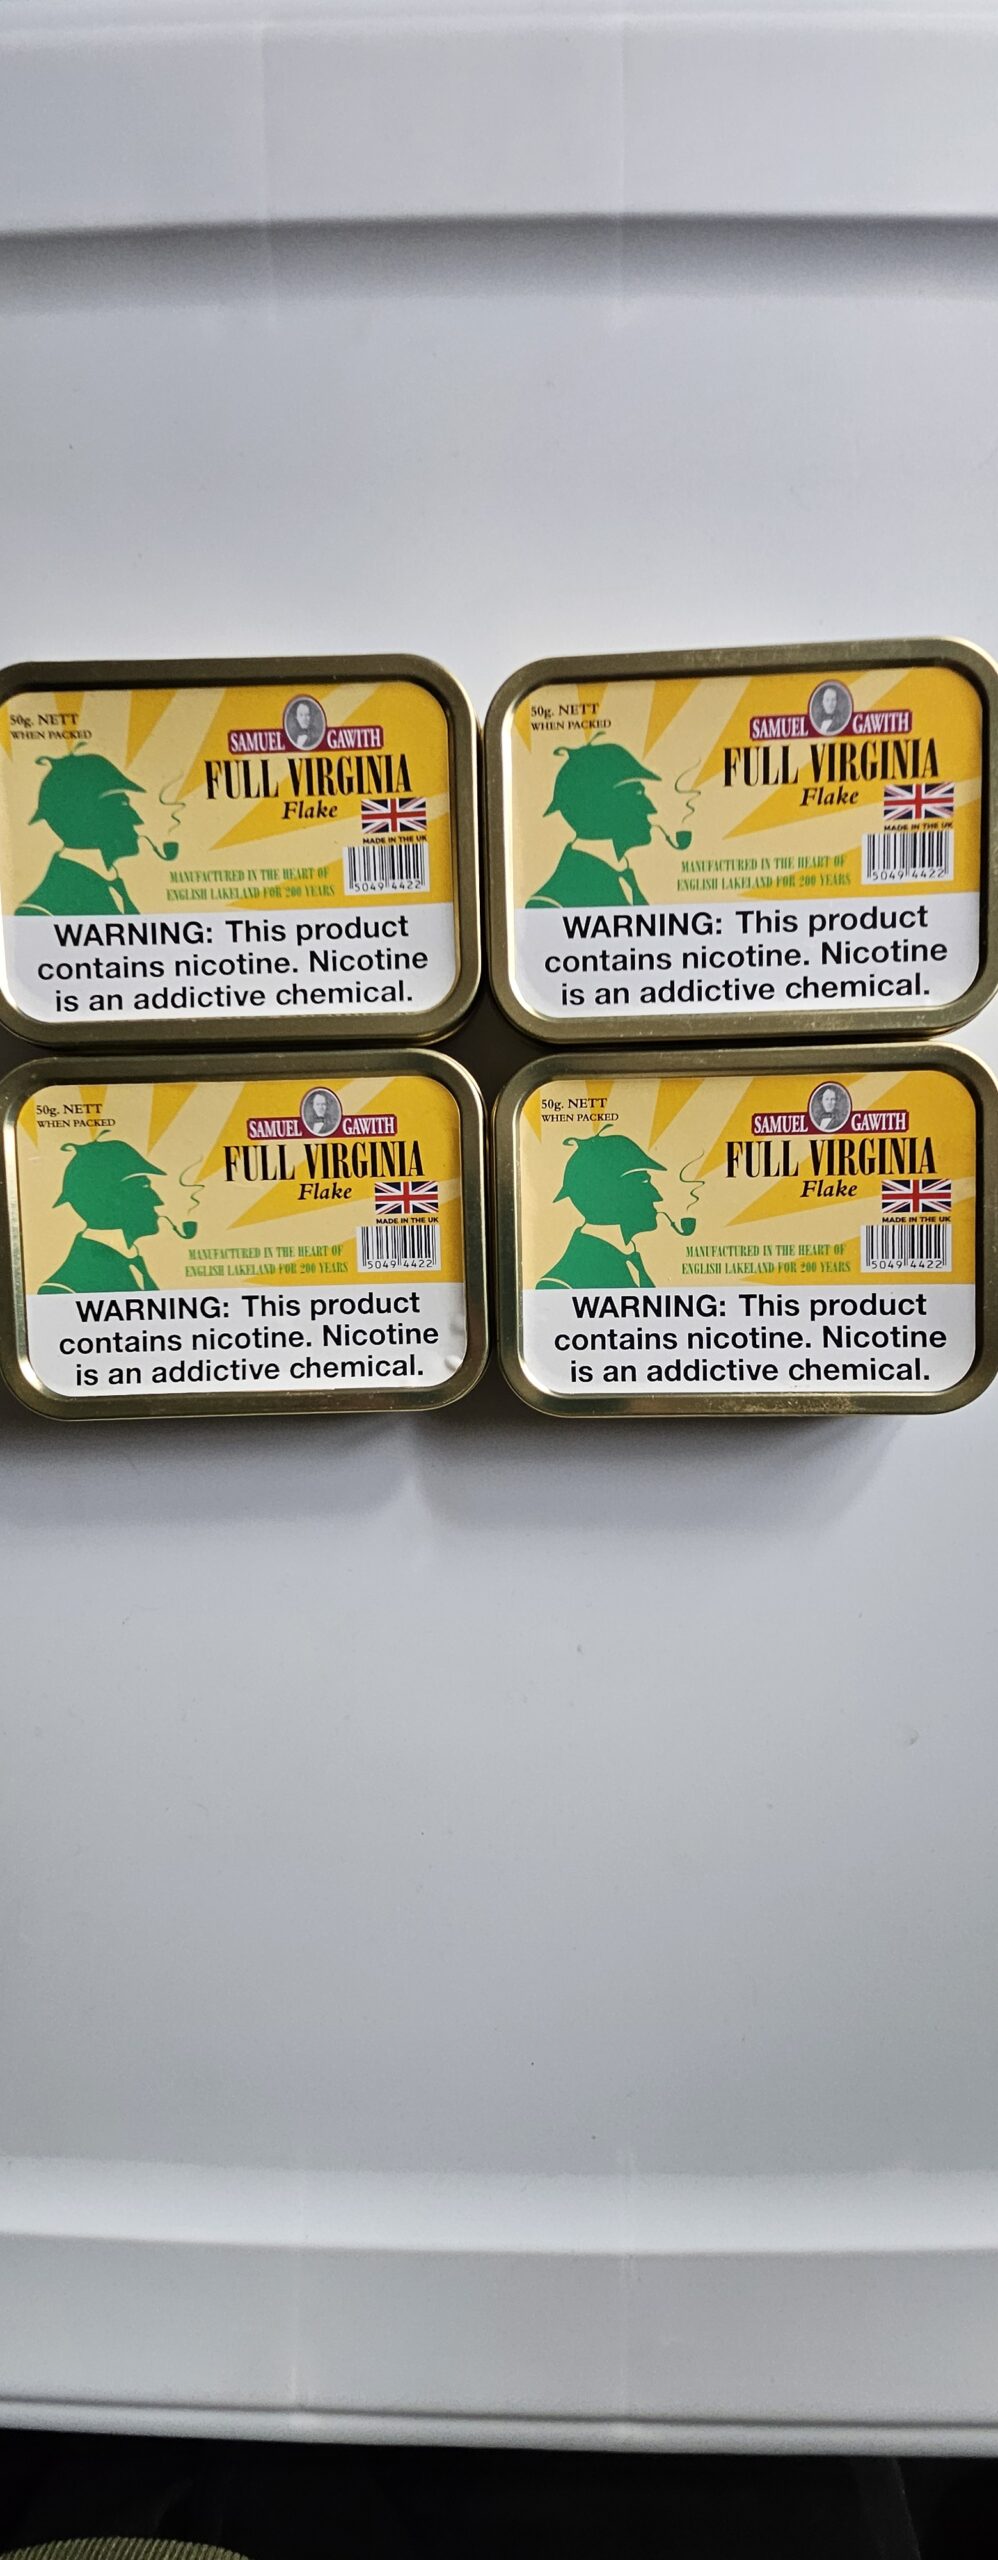 50g. NETT
WHEN PACKED
SAMUEL GAWITH
FULL VIRGINIA
Flake
MADE IN THE UK
MANUFACTURED IN THE HEART OF
ENGLISH LAKELAND FOR 200 YEARS
5049 4422
WARNING: This product
contains nicotine. Nicotine
is an addictive chemical.
50g. NETT
WHEN PACKED
SAMUEL GAWITH
FULL VIRGINIA
Flake
MADE IN THE UK
MANUFACTURED IN THE HEART OF
ENGLISH LAKELAND FOR 200 YEARS
5049 4422
WARNING: This product
contains nicotine. Nicotine
is an addictive chemical.
50g. NETT
WHEN PACKED
SAMUEL GAWITH
FULL VIRGINIA
Flake
MADE IN THE UK
MANUFACTURED IN THE HEART OF
ENGLISH LAKELAND FOR 200 YEARS
5049 4422
WARNING: This product
contains nicotine. Nicotine
is an addictive chemical.
50g. NETT
WHEN PACKED
SAMUEL GAWITH
FULL VIRGINIA
Flake
MADE IN THE UK
MANUFACTURED IN THE HEART OF
ENGLISH LAKELAND FOR 200 YEARS
5049 4422
WARNING: This product
contains nicotine. Nicotine
is an addictive chemical.